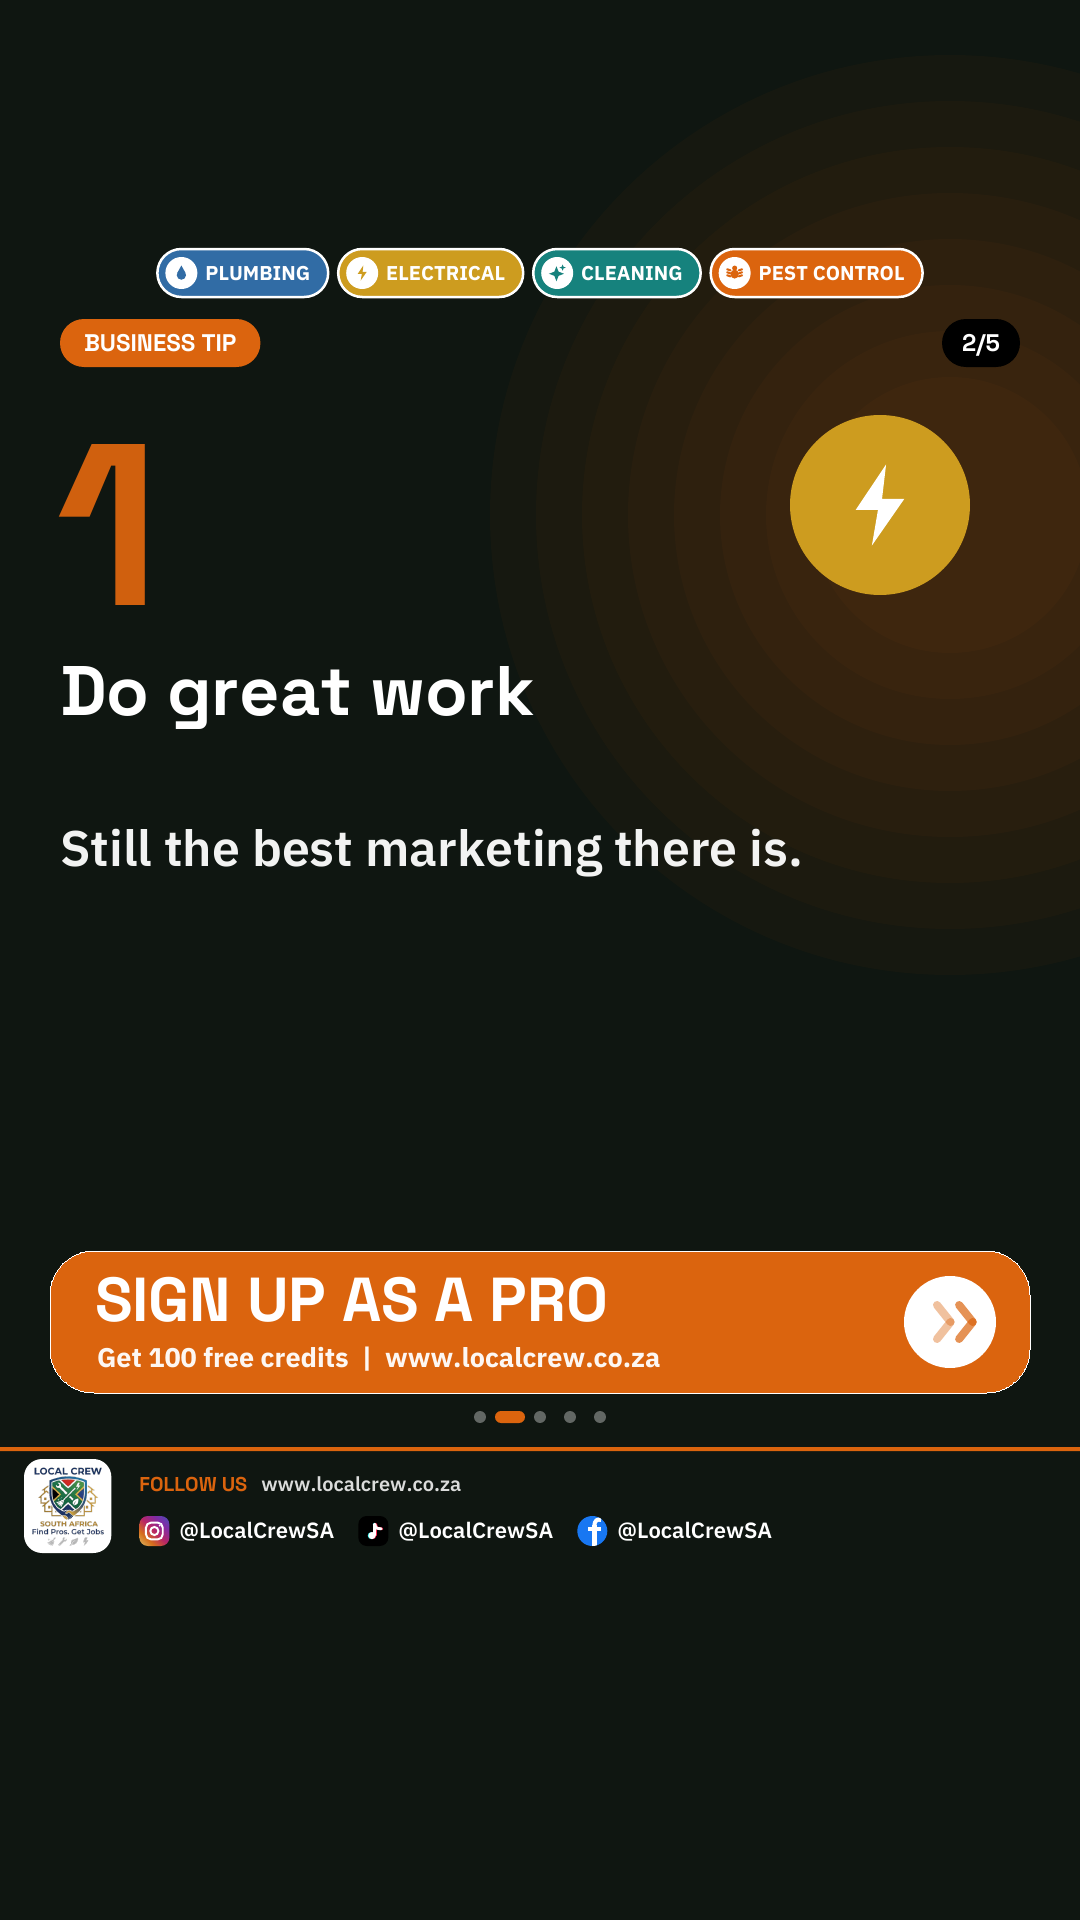 PLUMBING ELECTRICAL CLEANING PEST CONTROL
BUSINESS TIP 2/5
1
Do great work
Still the best marketing there is.
SIGN UP AS A PRO
Get 100 free credits | www.localcrew.co.za
LOCAL CREW
SOUTH AFRICA
Find Pros. Get Jobs
FOLLOW US www.localcrew.co.za
@LocalCrewSA @LocalCrewSA @LocalCrewSA